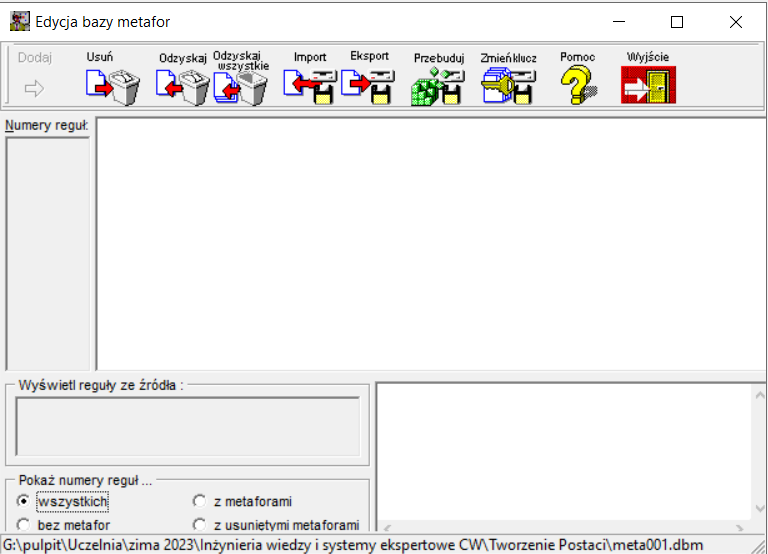 Edycja bazy metafor
Dodaj Usuń Odzyskaj Odzyskaj wszystkie Import Eksport Przebuduj Zmień klucz Pomoc Wyjście
Numery reguł:
Wyświetl reguły ze źródła :
Pokaż numery reguł ...
wszystkich z metaforami
bez metafor z usuniętymi metaforami
G:\pulpit\Uczelnia\zima 2023\Inżynieria wiedzy i systemy ekspertowe CW\Tworzenie Postaci\meta001.dbm